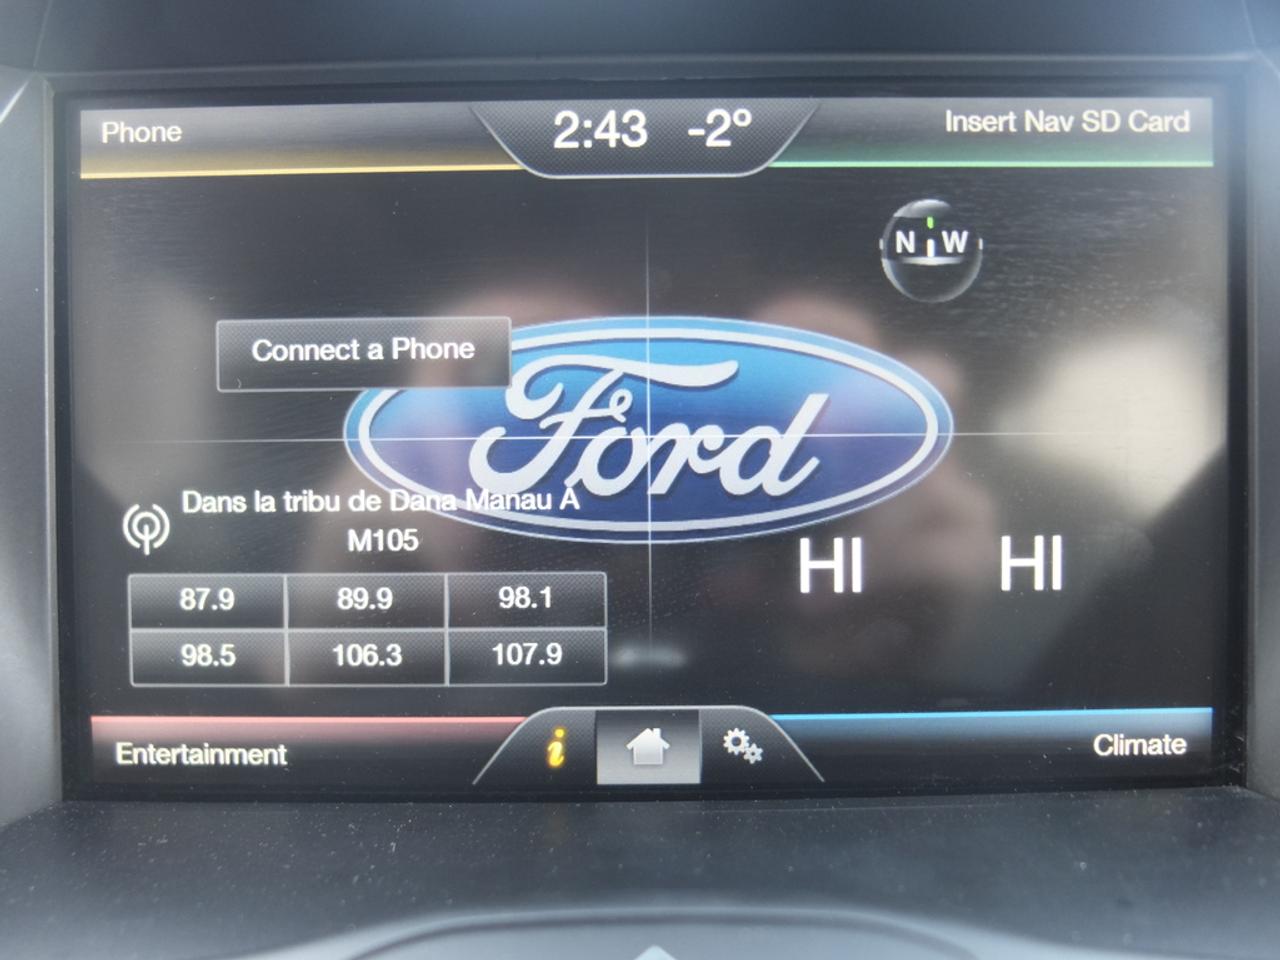 Phone
2:43 -2°
Insert Nav SD Card
N W
Connect a Phone
Ford
Dans la tribu de Dana Manau A
M105
HI HI
87.9 89.9 98.1
98.5 106.3 107.9
Entertainment
i
Climate